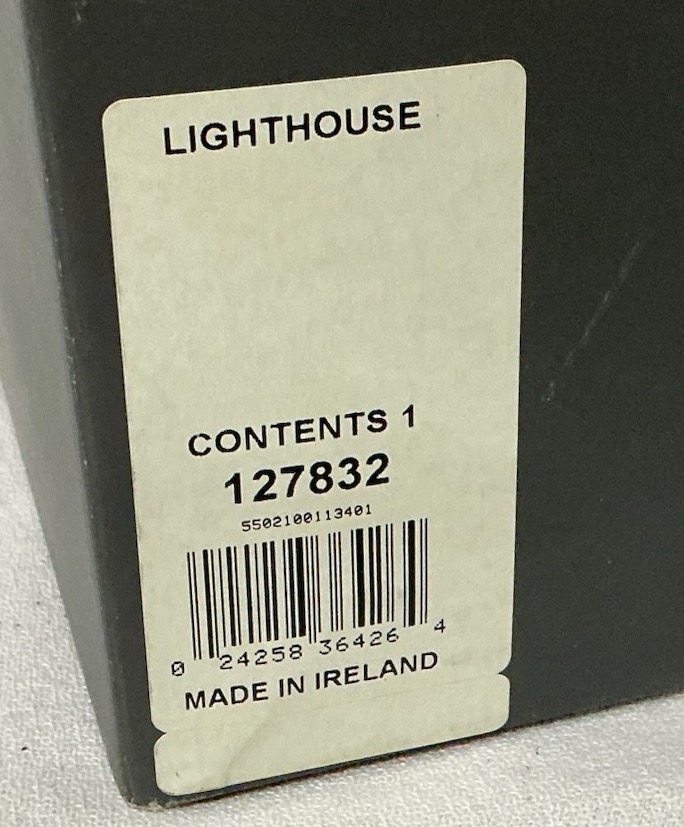 LIGHTHOUSE
CONTENTS 1
127832
5502100113401
0 24258 36426 4
MADE IN IRELAND